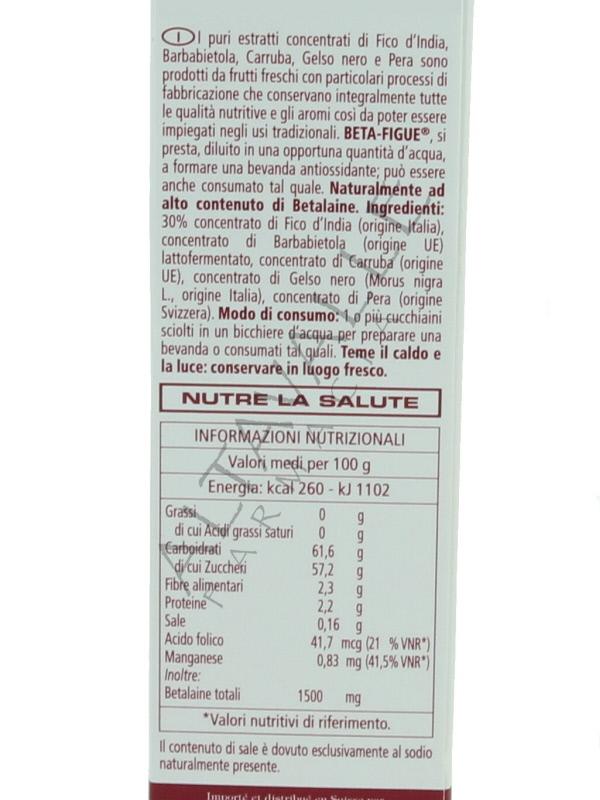 I I puri estratti concentrati di Fico d'India,
Barbabietola, Carruba, Gelso nero e Pera sono
prodotti da frutti freschi con particolari processi di
fabbricazione che conservano integralmente tutte
le qualità nutritive e gli aromi così da poter essere
impiegati negli usi tradizionali. BETA-FIGUE®, si
presta, diluito in una opportuna quantità d'acqua,
a formare una bevanda antiossidante; può essere
anche consumato tal quale. Naturalmente ad
alto contenuto di Betalaine. Ingredienti:
30% concentrato di Fico d'India (origine Italia),
concentrato di Barbabietola (origine UE)
lattofermentato, concentrato di Carruba (origine
UE), concentrato di Gelso nero (Morus nigra
L., origine Italia), concentrato di Pera (origine
Svizzera). Modo di consumo: 1 o più cucchiaini
sciolti in un bicchiere d'acqua per preparare una
bevanda o consumati tal quali. Teme il caldo e
la luce: conservare in luogo fresco.
NUTRE LA SALUTE
INFORMAZIONI NUTRIZIONALI
Valori medi per 100 g
Energia: kcal 260 - kJ 1102
Grassi 0 g
di cui Acidi grassi saturi 0 g
Carboidrati 61,6 g
di cui Zuccheri 57,2 g
Fibre alimentari 2,3 g
Proteine 2,2 g
Sale 0,16 g
Acido folico 41,7 mcg (21 % VNR*)
Manganese 0,83 mg (41,5% VNR*)
Inoltre:
Betalaine totali 1500 mg
*Valori nutritivi di riferimento.
Il contenuto di sale è dovuto esclusivamente al sodio
naturalmente presente.
Importé et distribué en Suisse par
ALTAVALLE
FARMACIA